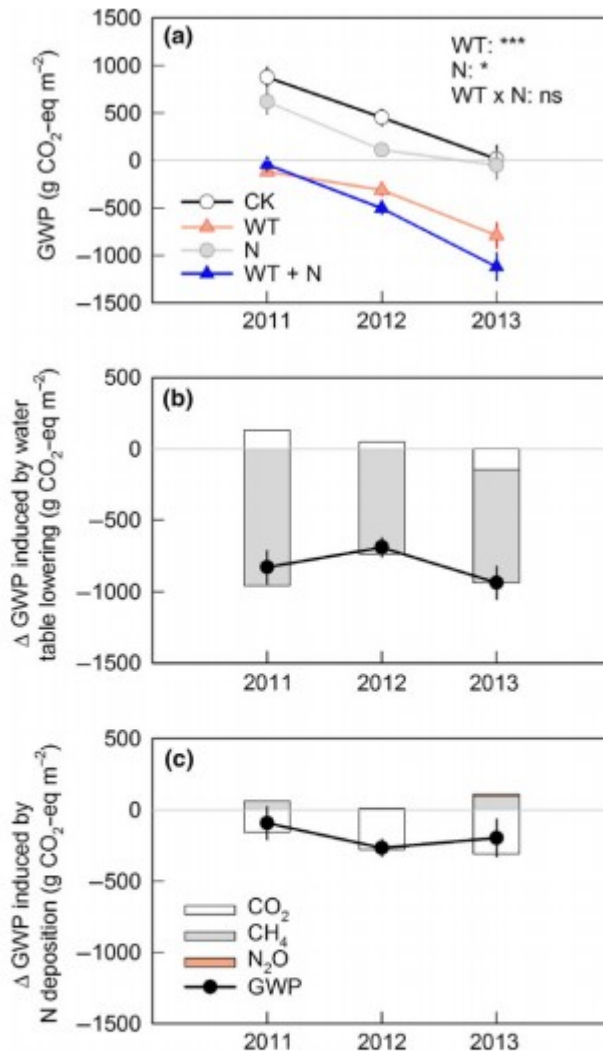 (a)
WT: ***
N: *
WT x N: ns
GWP (g CO₂–eq m⁻²)
1500
1000
500
0
–500
–1000
–1500
CK
WT
N
WT + N
2011 2012 2013
(b)
Δ GWP induced by water
table lowering (g CO₂–eq m⁻²)
500
0
–500
–1000
–1500
2011 2012 2013
(c)
Δ GWP induced by
N deposition (g CO₂–eq m⁻²)
500
0
–500
–1000
–1500
CO₂
CH₄
N₂O
GWP
2011 2012 2013